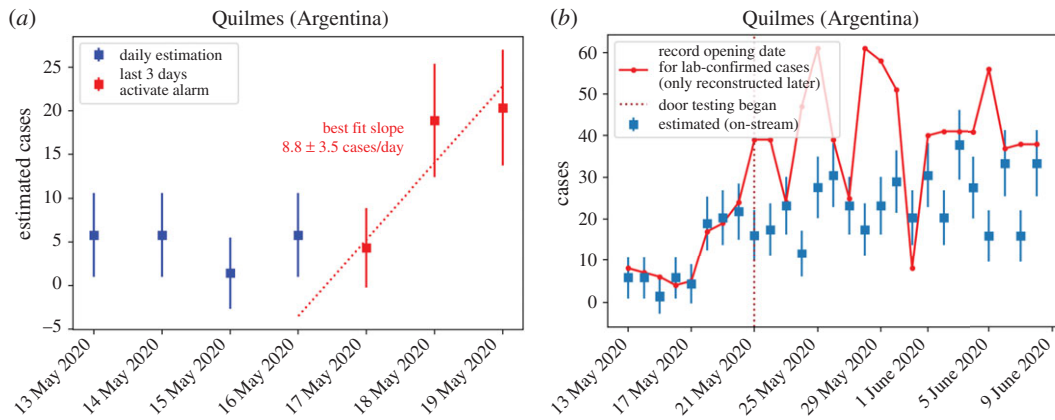 (a)
Quilmes (Argentina)
25
20
15
10
5
0
−5
estimated cases
daily estimation
last 3 days
activate alarm
best fit slope
8.8 ± 3.5 cases/day
13 May 2020
14 May 2020
15 May 2020
16 May 2020
17 May 2020
18 May 2020
19 May 2020
(b)
Quilmes (Argentina)
60
50
40
30
20
10
0
cases
record opening date
for lab-confirmed cases
(only reconstructed later)
door testing began
estimated (on-stream)
13 May 2020
17 May 2020
21 May 2020
25 May 2020
29 May 2020
1 June 2020
5 June 2020
9 June 2020